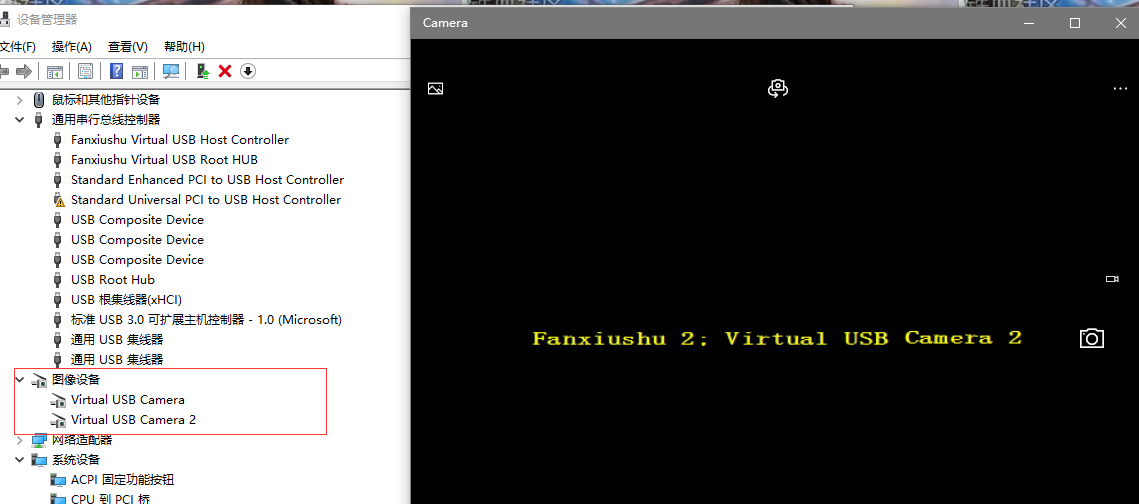 设备管理器
文件(F) 操作(A) 查看(V) 帮助(H)
鼠标和其他指针设备
通用串行总线控制器
Fanxiushu Virtual USB Host Controller
Fanxiushu Virtual USB Root HUB
Standard Enhanced PCI to USB Host Controller
Standard Universal PCI to USB Host Controller
USB Composite Device
USB Composite Device
USB Composite Device
USB Root Hub
USB 根集线器(xHCI)
标准 USB 3.0 可扩展主机控制器 - 1.0 (Microsoft)
通用 USB 集线器
通用 USB 集线器
图像设备
Virtual USB Camera
Virtual USB Camera 2
网络适配器
系统设备
ACPI 固定功能按钮
CPU 到 PCI 桥
Camera
Fanxiushu 2; Virtual USB Camera 2